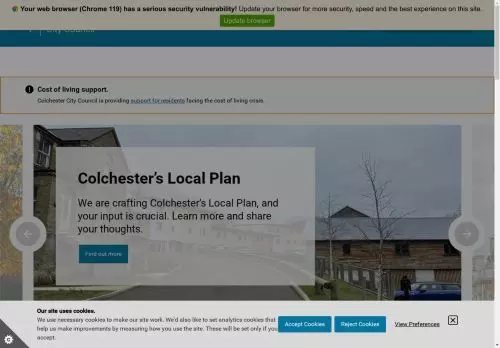 Your web browser (Chrome 119) has a serious security vulnerability! Update your browser for more security, speed and the best experience on this site.
Update browser
City Council
Cost of living support.
Colchester City Council is providing support for residents facing the cost of living crisis.
Colchester's Local Plan
We are crafting Colchester's Local Plan, and
your input is crucial. Learn more and share
your thoughts.
Find out more
Our site uses cookies.
We use necessary cookies to make our site work. We'd also like to set analytics cookies that
help us make improvements by measuring how you use the site. These will be set only if you
accept.
Accept Cookies
Reject Cookies
View Preferences